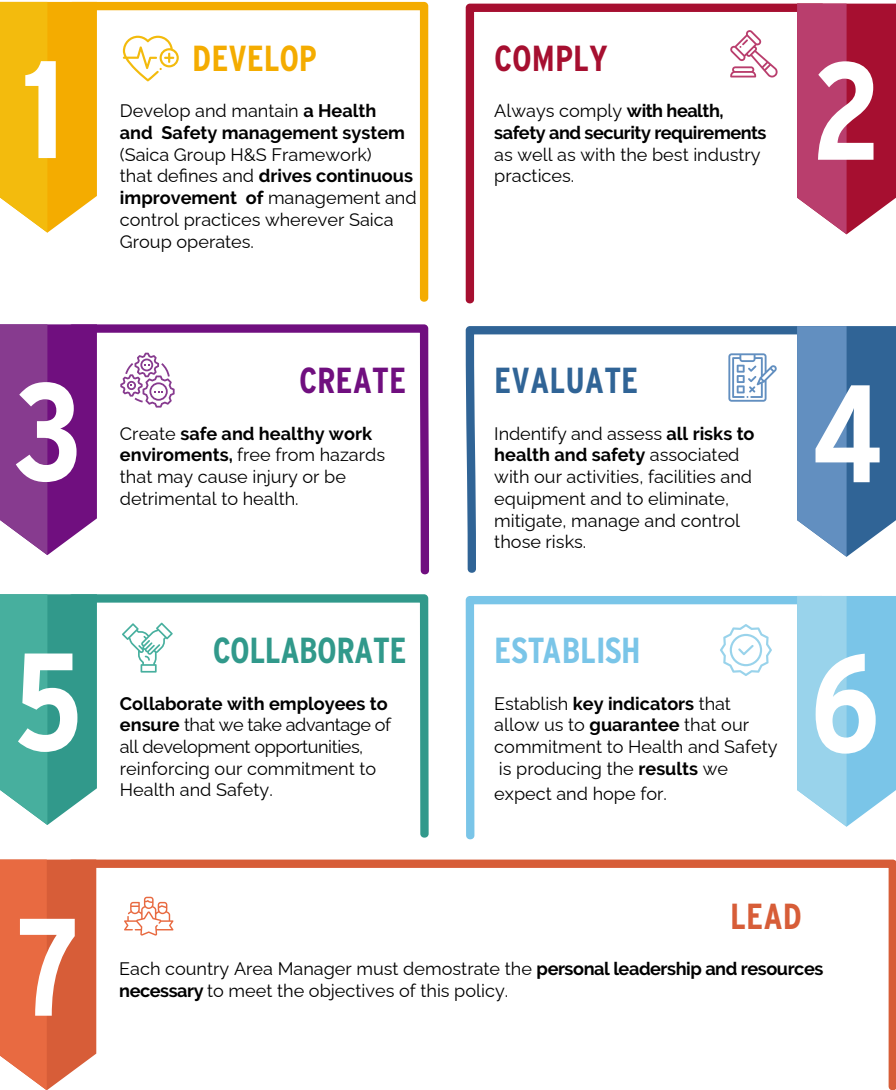 1
DEVELOP
Develop and mantain a Health
and Safety management system
(Saica Group H&S Framework)
that defines and drives continuous
improvement of management and
control practices wherever Saica
Group operates.
COMPLY
2
Always comply with health,
safety and security requirements
as well as with the best industry
practices.
3
CREATE
Create safe and healthy work
enviroments, free from hazards
that may cause injury or be
detrimental to health.
EVALUATE
4
Indentify and assess all risks to
health and safety associated
with our activities, facilities and
equipment and to eliminate,
mitigate, manage and control
those risks.
5
COLLABORATE
Collaborate with employees to
ensure that we take advantage of
all development opportunities,
reinforcing our commitment to
Health and Safety.
ESTABLISH
6
Establish key indicators that
allow us to guarantee that our
commitment to Health and Safety
is producing the results we
expect and hope for.
7
LEAD
Each country Area Manager must demostrate the personal leadership and resources
necessary to meet the objectives of this policy.